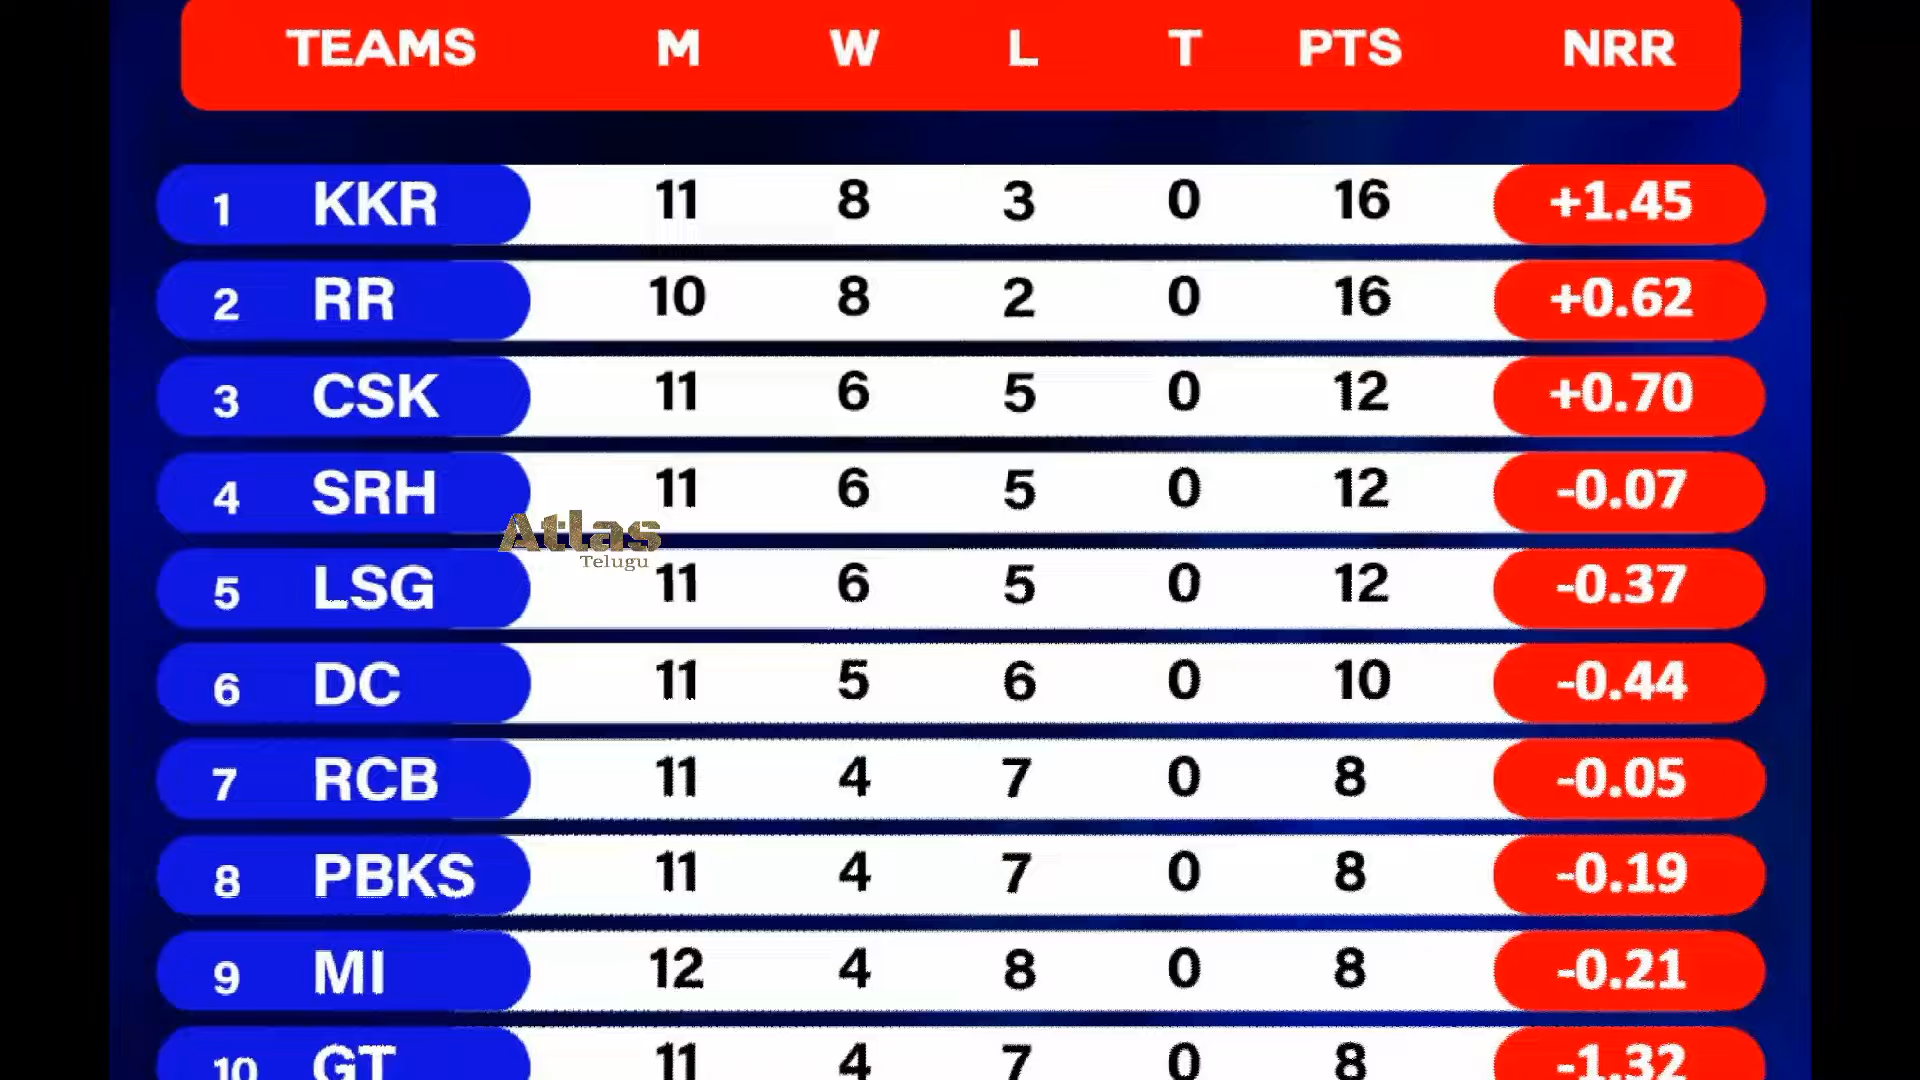 TEAMS M W L T PTS NRR
1 KKR 11 8 3 0 16 +1.45
2 RR 10 8 2 0 16 +0.62
3 CSK 11 6 5 0 12 +0.70
4 SRH 11 6 5 0 12 -0.07
Atlas
Telugu
5 LSG 11 6 5 0 12 -0.37
6 DC 11 5 6 0 10 -0.44
7 RCB 11 4 7 0 8 -0.05
8 PBKS 11 4 7 0 8 -0.19
9 MI 12 4 8 0 8 -0.21
10 GT 11 4 7 0 8 -1.32